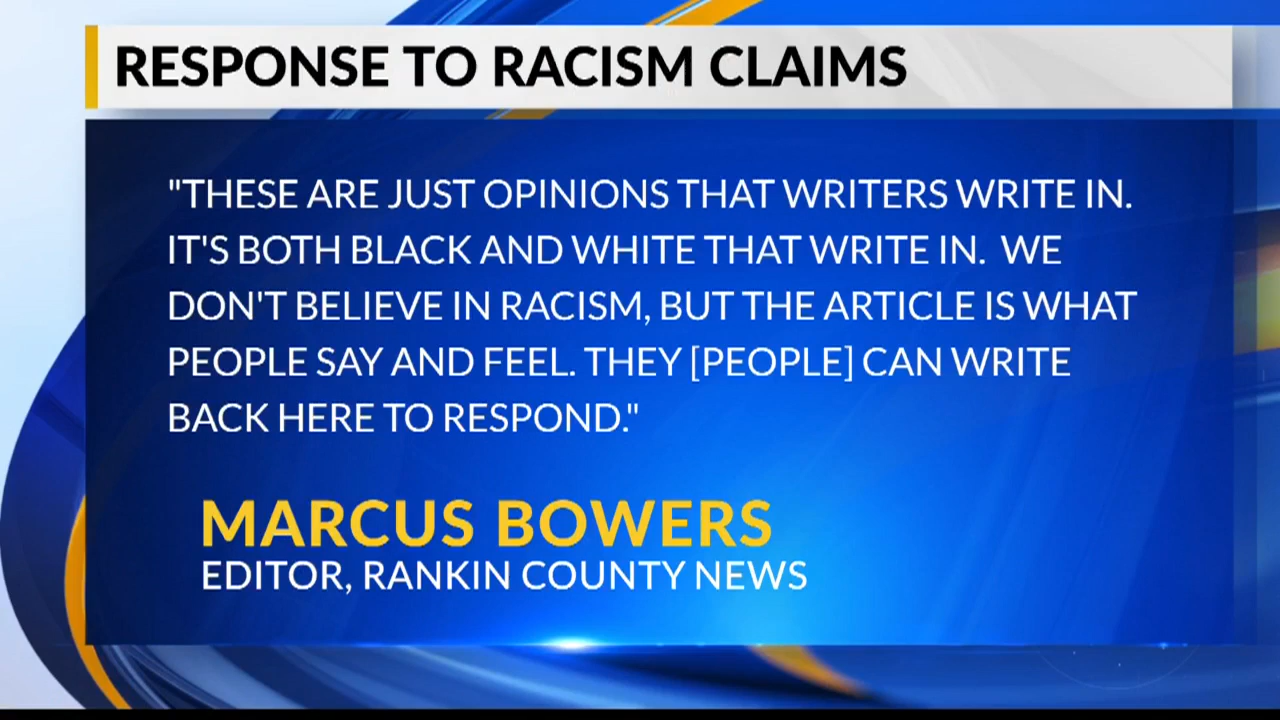 RESPONSE TO RACISM CLAIMS
"THESE ARE JUST OPINIONS THAT WRITERS WRITE IN.
IT'S BOTH BLACK AND WHITE THAT WRITE IN.  WE
DON'T BELIEVE IN RACISM, BUT THE ARTICLE IS WHAT
PEOPLE SAY AND FEEL. THEY [PEOPLE] CAN WRITE
BACK HERE TO RESPOND."
MARCUS BOWERS
EDITOR, RANKIN COUNTY NEWS